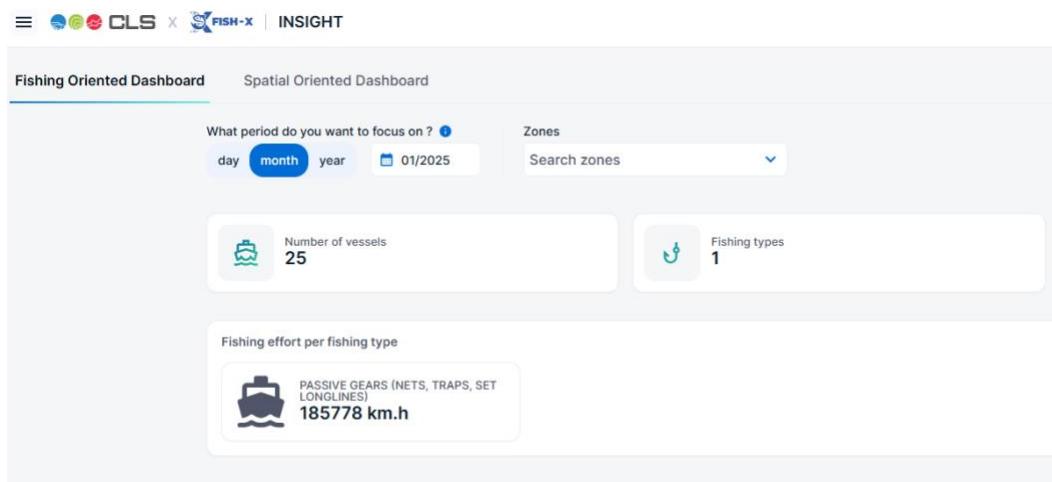 CLS X FISH-X INSIGHT
Fishing Oriented Dashboard Spatial Oriented Dashboard
What period do you want to focus on ? Zones
day month year 01/2025 Search zones
Number of vessels Fishing types
25 1
Fishing effort per fishing type
PASSIVE GEARS (NETS, TRAPS, SET
LONGLINES)
185778 km.h